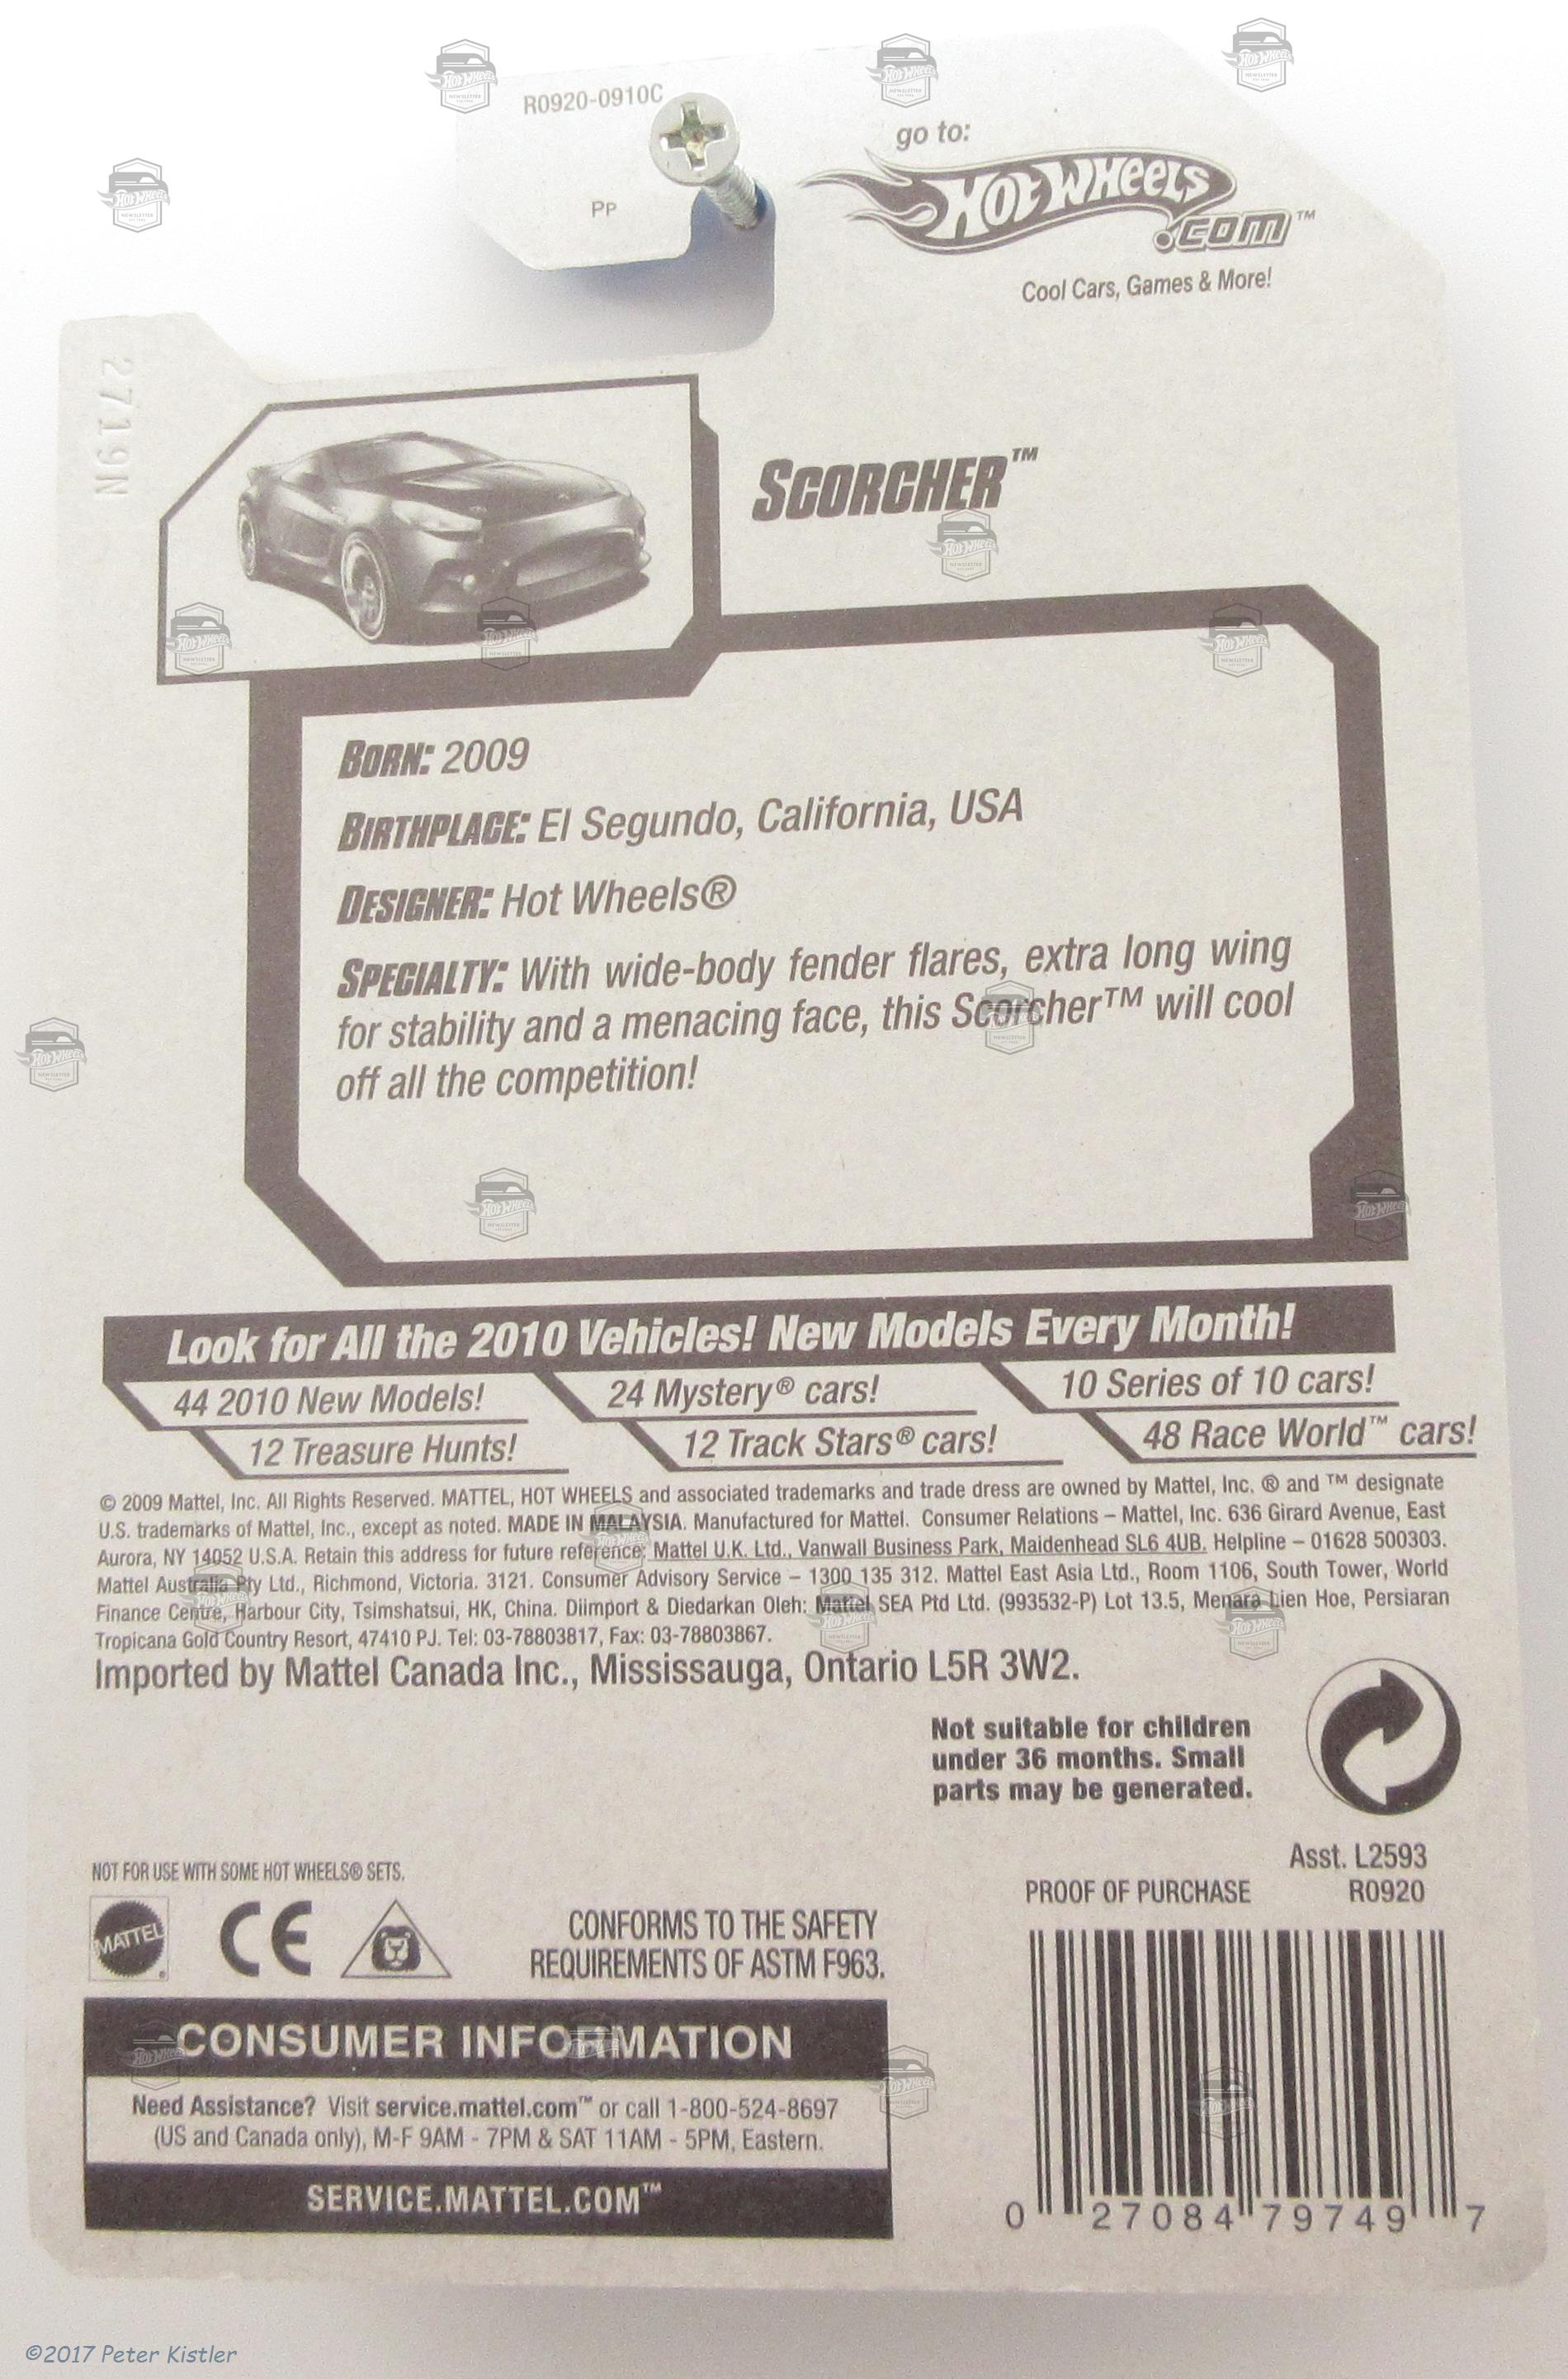 R0920-0910C
PP
go to:
HOT WHEELS
.COM™
Cool Cars, Games & More!
2719N
SCORCHER™
BORN: 2009
BIRTHPLACE: El Segundo, California, USA
DESIGNER: Hot Wheels®
SPECIALTY: With wide-body fender flares, extra long wing
for stability and a menacing face, this Scorcher™ will cool
off all the competition!
Look for All the 2010 Vehicles! New Models Every Month!
44 2010 New Models!
24 Mystery® cars!
10 Series of 10 cars!
12 Treasure Hunts!
12 Track Stars® cars!
48 Race World™ cars!
© 2009 Mattel, Inc. All Rights Reserved. MATTEL, HOT WHEELS and associated trademarks and trade dress are owned by Mattel, Inc. ® and ™ designate
U.S. trademarks of Mattel, Inc., except as noted. MADE IN MALAYSIA. Manufactured for Mattel. Consumer Relations – Mattel, Inc. 636 Girard Avenue, East
Aurora, NY 14052 U.S.A. Retain this address for future reference: Mattel U.K. Ltd., Vanwall Business Park, Maidenhead SL6 4UB. Helpline – 01628 500303.
Mattel Australia Pty Ltd., Richmond, Victoria. 3121. Consumer Advisory Service – 1300 135 312. Mattel East Asia Ltd., Room 1106, South Tower, World
Finance Centre, Harbour City, Tsimshatsui, HK, China. Diimport & Diedarkan Oleh: Mattel SEA Ptd Ltd. (993532-P) Lot 13.5, Menara Lien Hoe, Persiaran
Tropicana Gold Country Resort, 47410 PJ. Tel: 03-78803817, Fax: 03-78803867.
Imported by Mattel Canada Inc., Mississauga, Ontario L5R 3W2.
Not suitable for children
under 36 months. Small
parts may be generated.
Asst. L2593
PROOF OF PURCHASE R0920
NOT FOR USE WITH SOME HOT WHEELS® SETS.
MATTEL
CE
CONFORMS TO THE SAFETY
REQUIREMENTS OF ASTM F963.
CONSUMER INFORMATION
Need Assistance? Visit service.mattel.com™ or call 1-800-524-8697
(US and Canada only), M-F 9AM - 7PM & SAT 11AM - 5PM, Eastern.
SERVICE.MATTEL.COM™
0 27084 79749 7
©2017 Peter Kistler